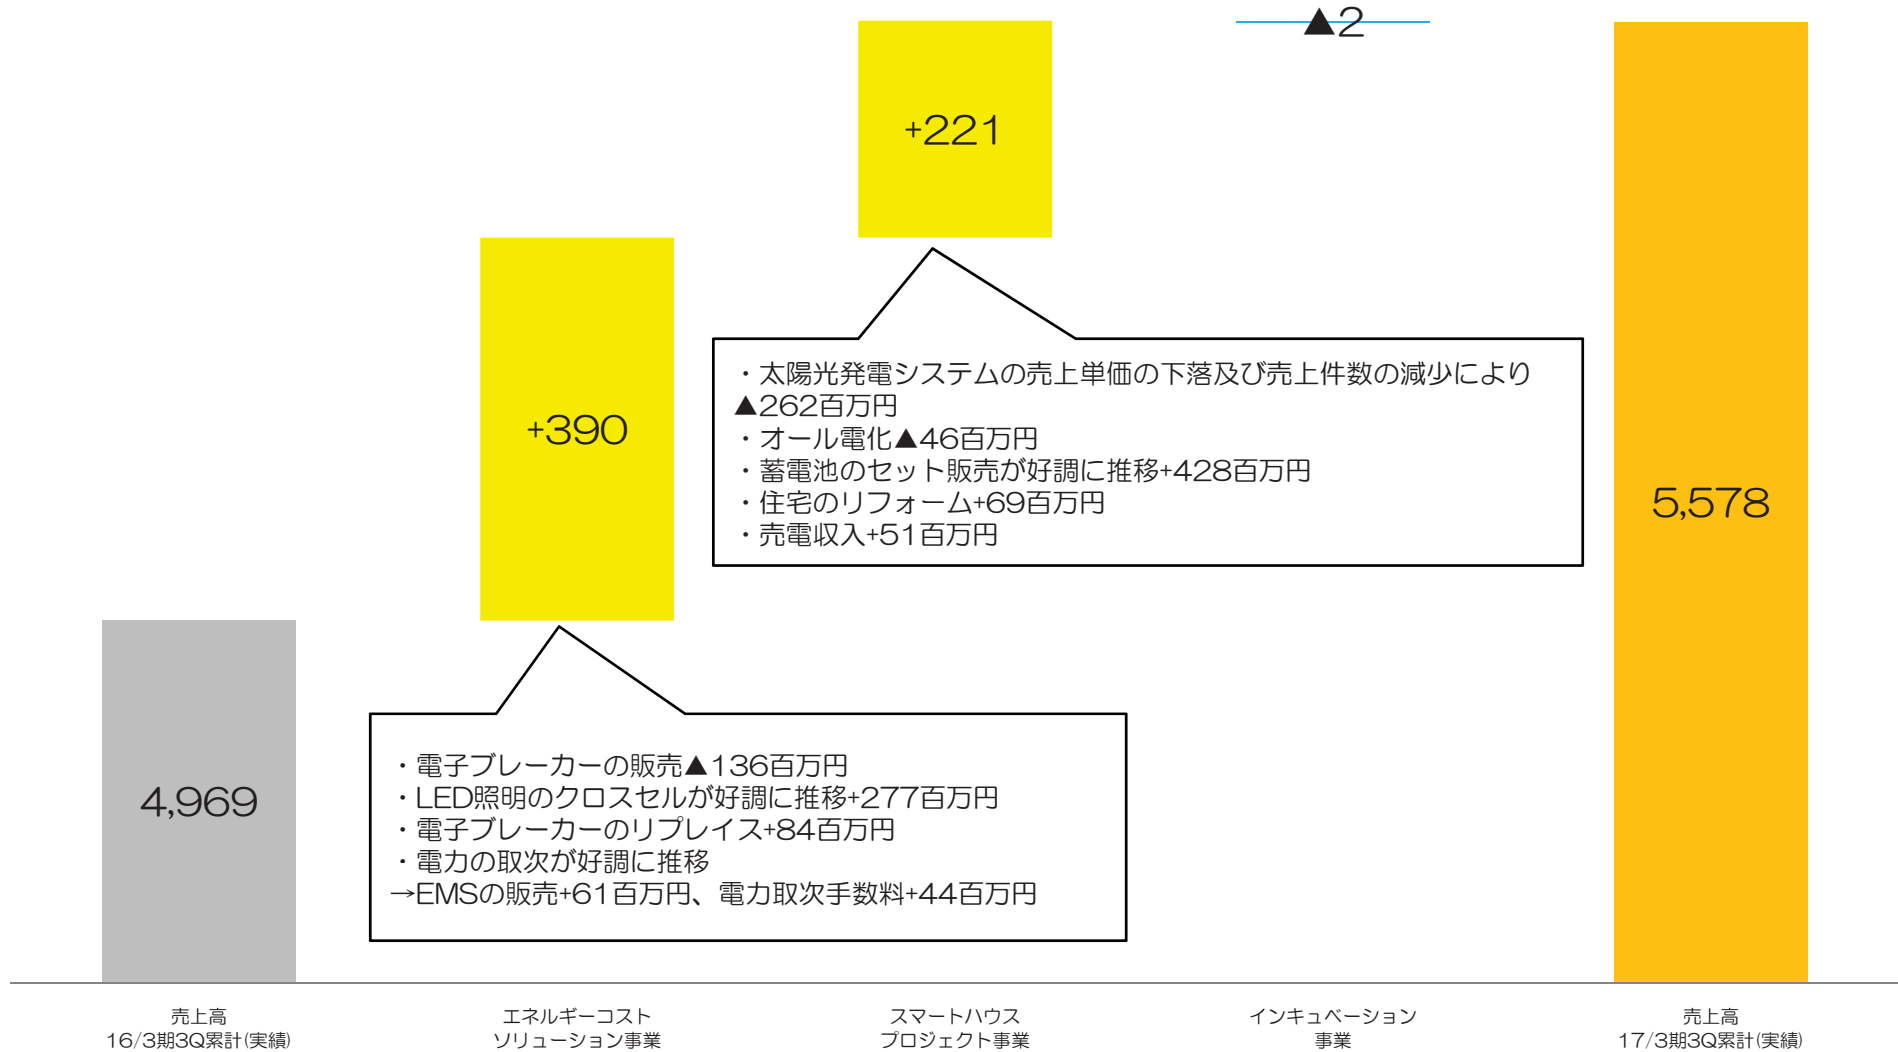 ▲2
+221
+390
・太陽光発電システムの売上単価の下落及び売上件数の減少により
▲262百万円
・オール電化▲46百万円
・蓄電池のセット販売が好調に推移+428百万円
・住宅のリフォーム+69百万円
・売電収入+51百万円
5,578
4,969
・電子ブレーカーの販売▲136百万円
・LED照明のクロスセルが好調に推移+277百万円
・電子ブレーカーのリプレイス+84百万円
・電力の取次が好調に推移
→EMSの販売+61百万円、電力取次手数料+44百万円
売上高
16/3期3Q累計(実績)
エネルギーコスト
ソリューション事業
スマートハウス
プロジェクト事業
インキュベーション
事業
売上高
17/3期3Q累計(実績)